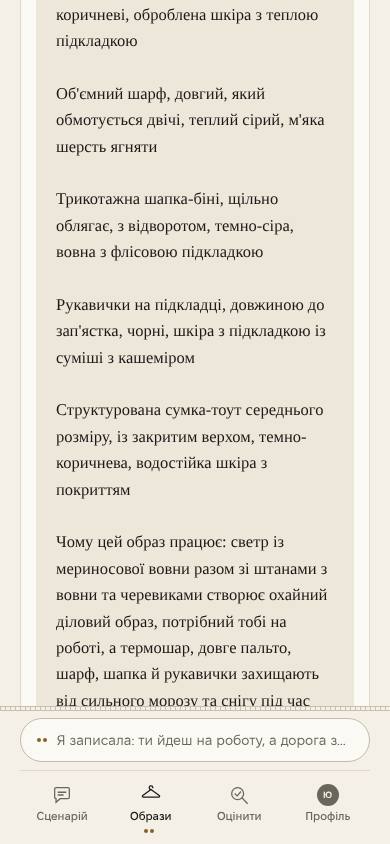 коричневі, оброблена шкіра з теплою
підкладкою
Об'ємний шарф, довгий, який
обмотується двічі, теплий сірий, м'яка
шерсть ягняти
Трикотажна шапка-біні, щільно
облягає, з відворотом, темно-сіра,
вовна з флісовою підкладкою
Рукавички на підкладці, довжиною до
зап'ястка, чорні, шкіра з підкладкою із
суміші з кашеміром
Структурована сумка-тоут середнього
розміру, із закритим верхом, темно-
коричнева, водостійка шкіра з
покриттям
Чому цей образ працює: светр із
мериносової вовни разом зі штанами з
вовни та черевиками створює охайний
діловий образ, потрібний тобі на
роботі, а термошар, довге пальто,
шарф, шапка й рукавички захищають
від сильного морозу та снігу під час
Я записала: ти йдеш на роботу, а дорога з...
Сценарій
Образи
Оцінити
Ю
Профіль